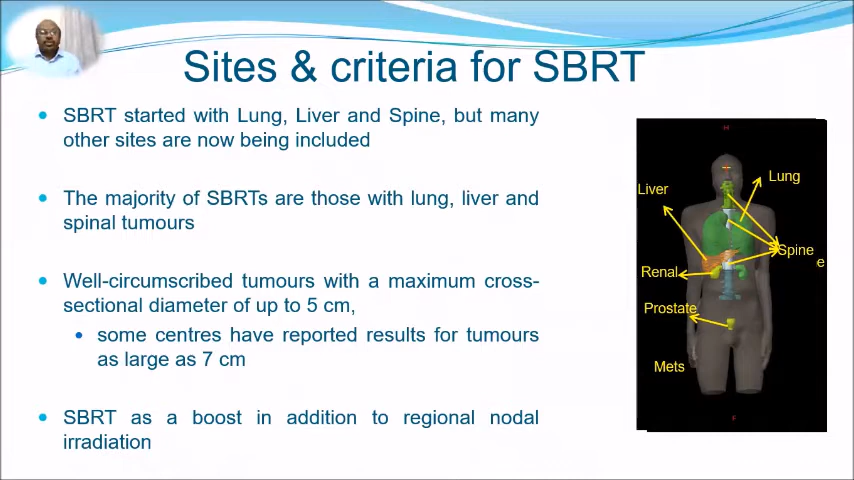 Sites & criteria for SBRT
SBRT started with Lung, Liver and Spine, but many
other sites are now being included
The majority of SBRTs are those with lung, liver and
spinal tumours
Well-circumscribed tumours with a maximum cross-
sectional diameter of up to 5 cm,
some centres have reported results for tumours
as large as 7 cm
SBRT as a boost in addition to regional nodal
irradiation
H
Lung
Liver
Spine
e
Renal
Prostate
Mets